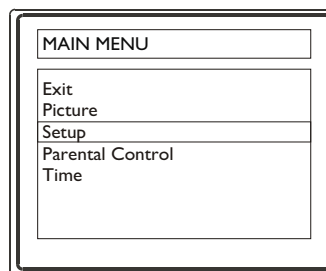 MAIN MENU
Exit
Picture
Setup
Parental Control
Time